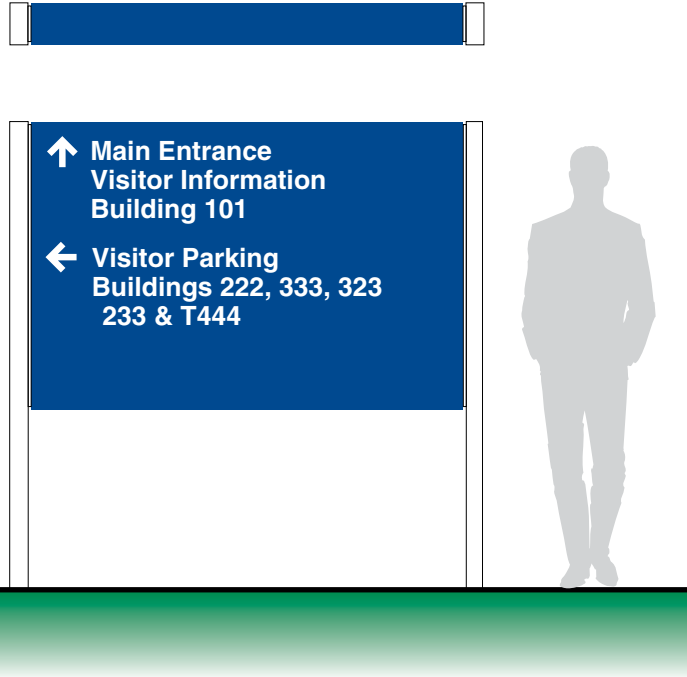 Main Entrance
Visitor Information
Building 101
Visitor Parking
Buildings 222, 333, 323
233 & T444